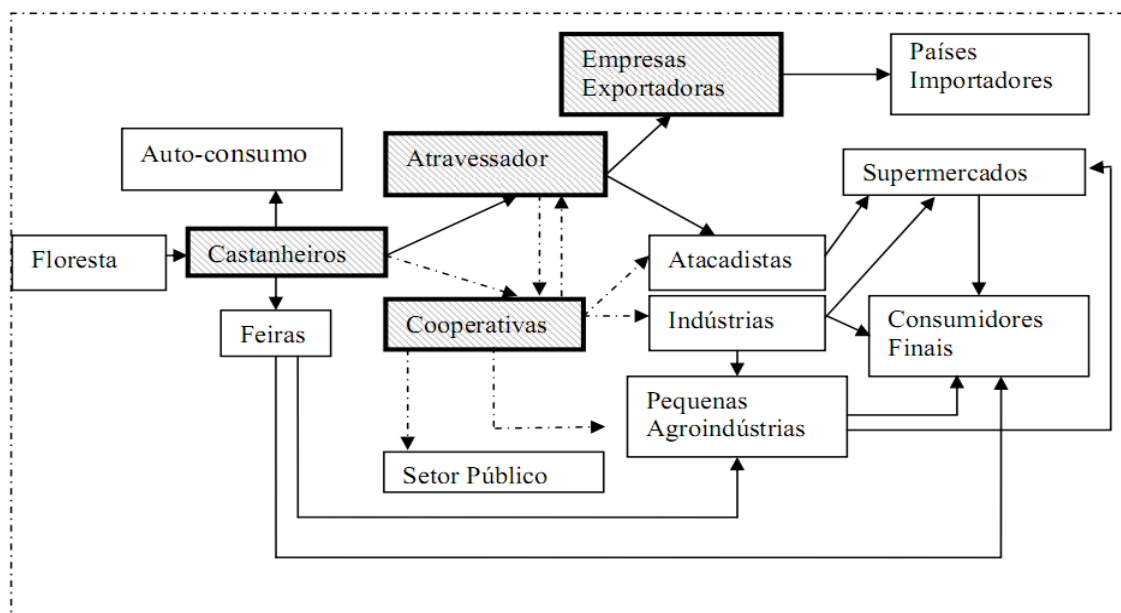 Empresas
Exportadoras
Países
Importadores
Auto-consumo
Atravessador
Supermercados
Floresta
Castanheiros
Atacadistas
Feiras
Cooperativas
Indústrias
Consumidores
Finais
Pequenas
Agroindústrias
Setor Público